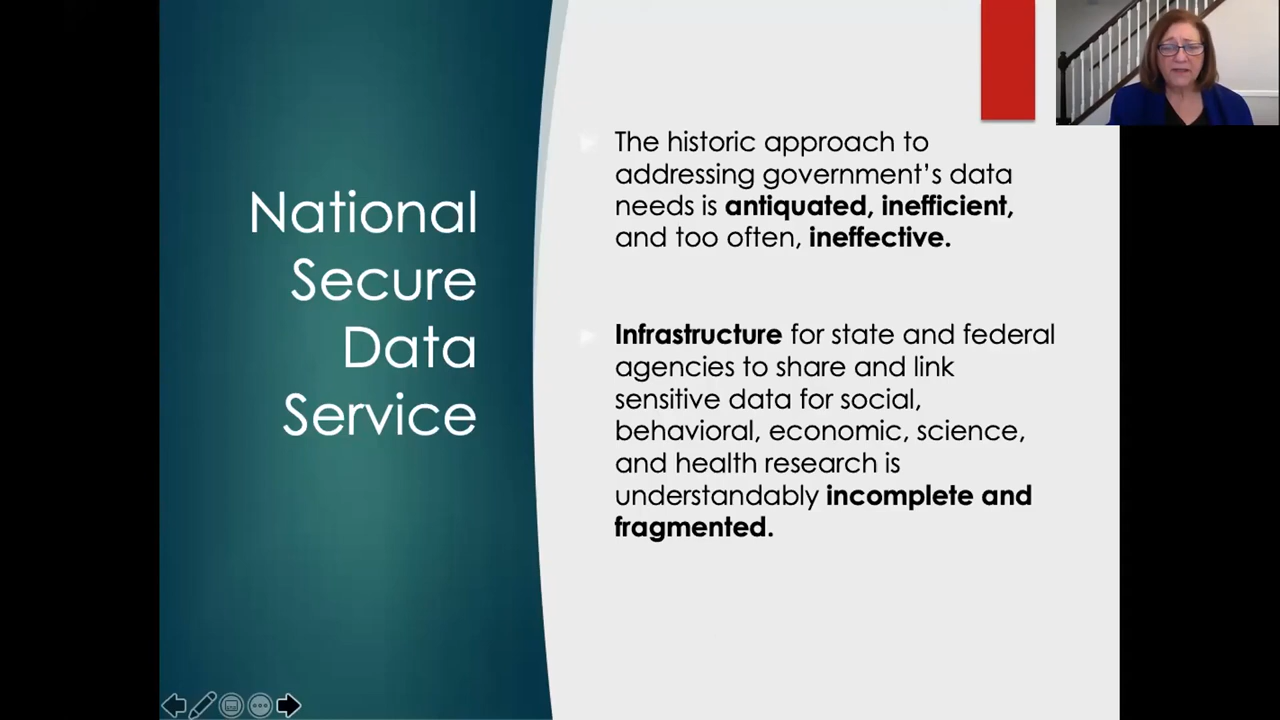 National
Secure
Data
Service
The historic approach to
addressing government’s data
needs is antiquated, inefficient,
and too often, ineffective.
Infrastructure for state and federal
agencies to share and link
sensitive data for social,
behavioral, economic, science,
and health research is
understandably incomplete and
fragmented.